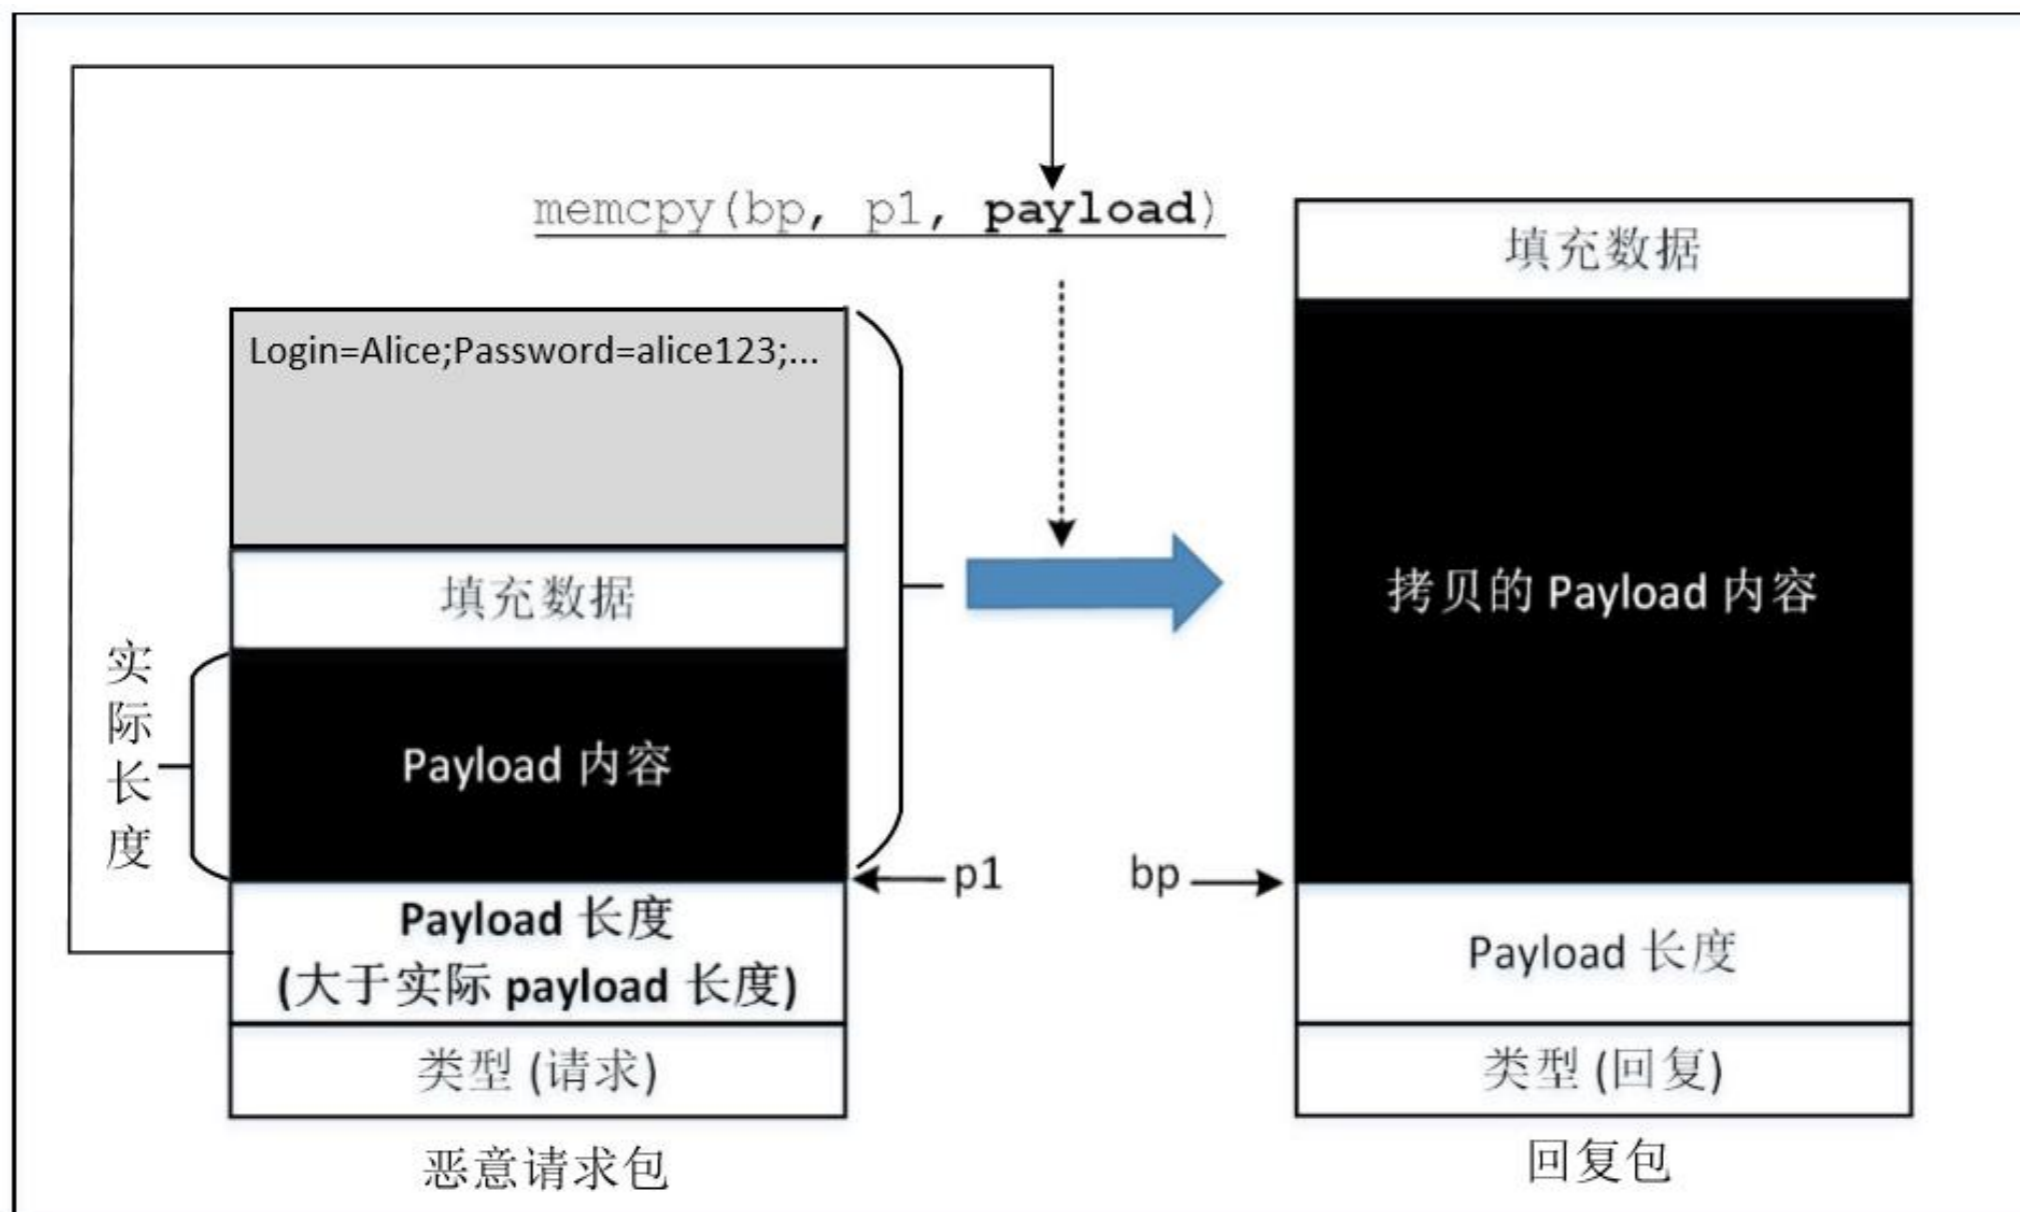 memcpy(bp, p1, payload)
Login=Alice;Password=alice123;...
填充数据
实际长度
Payload 内容
p1
Payload 长度
(大于实际 payload 长度)
类型 (请求)
恶意请求包
填充数据
拷贝的 Payload 内容
bp
Payload 长度
类型 (回复)
回复包